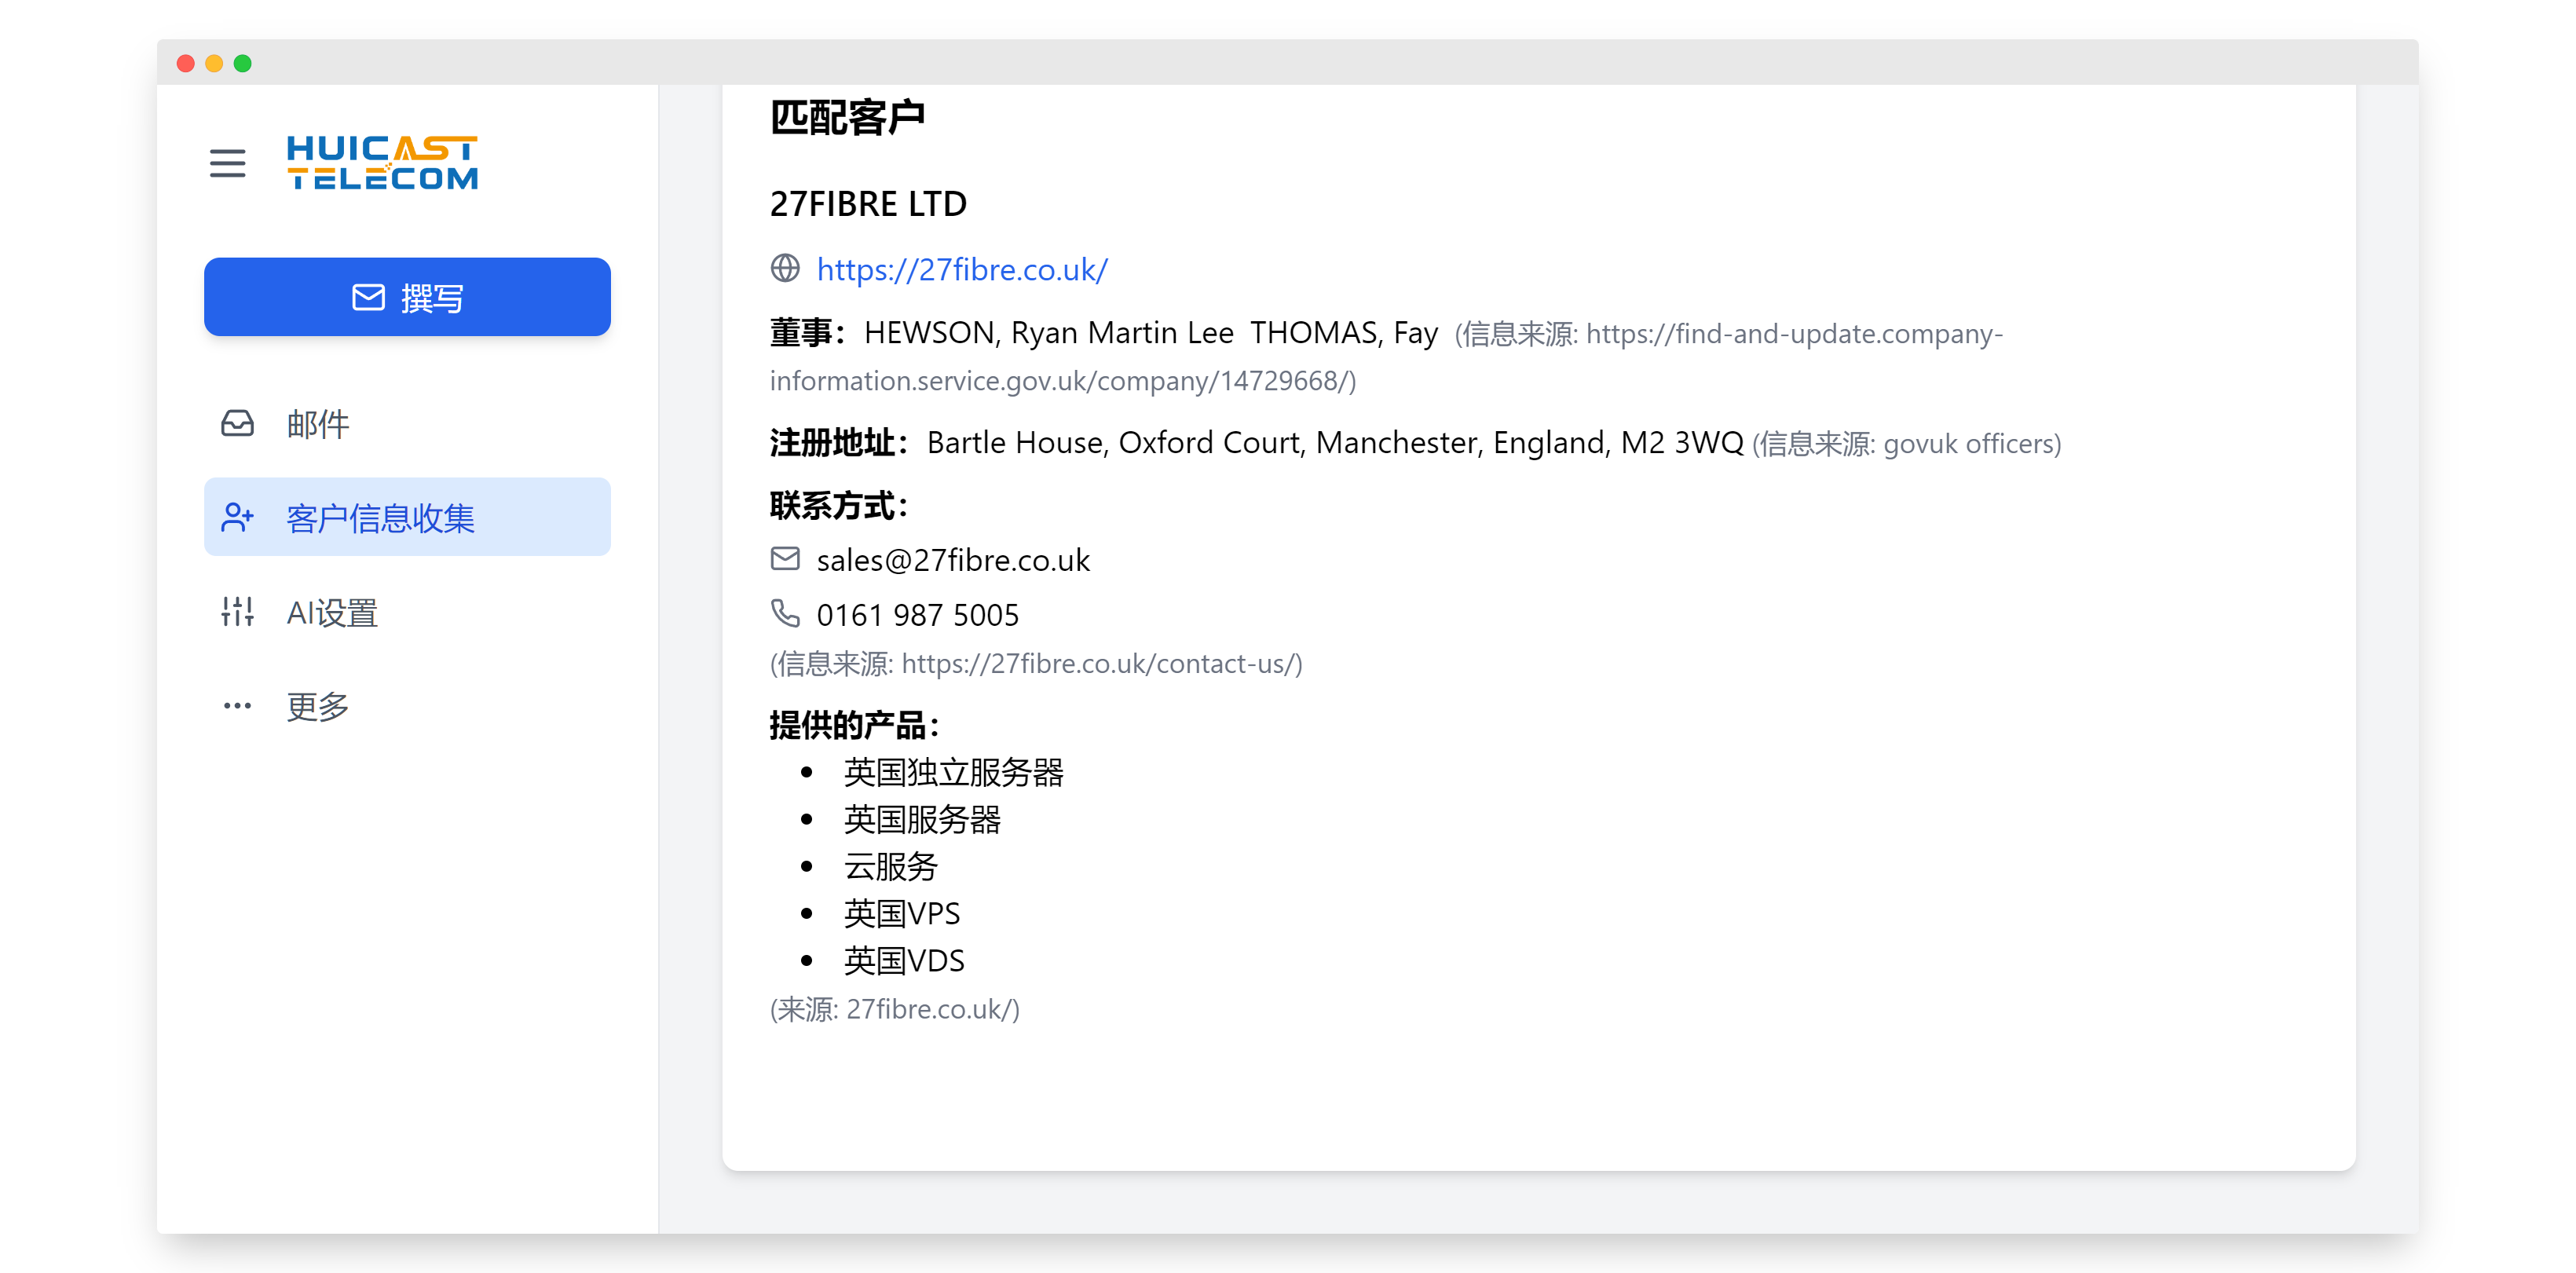 HUICAST
TELECOM
撰写
邮件
客户信息收集
AI设置
更多
匹配客户
27FIBRE LTD
https://27fibre.co.uk/
董事：HEWSON, Ryan Martin Lee THOMAS, Fay (信息来源: https://find-and-update.company-
information.service.gov.uk/company/14729668/)
注册地址：Bartle House, Oxford Court, Manchester, England, M2 3WQ (信息来源: govuk officers)
联系方式：
sales@27fibre.co.uk
0161 987 5005
(信息来源: https://27fibre.co.uk/contact-us/)
提供的产品：
• 英国独立服务器
• 英国服务器
• 云服务
• 英国VPS
• 英国VDS
(来源: 27fibre.co.uk/)